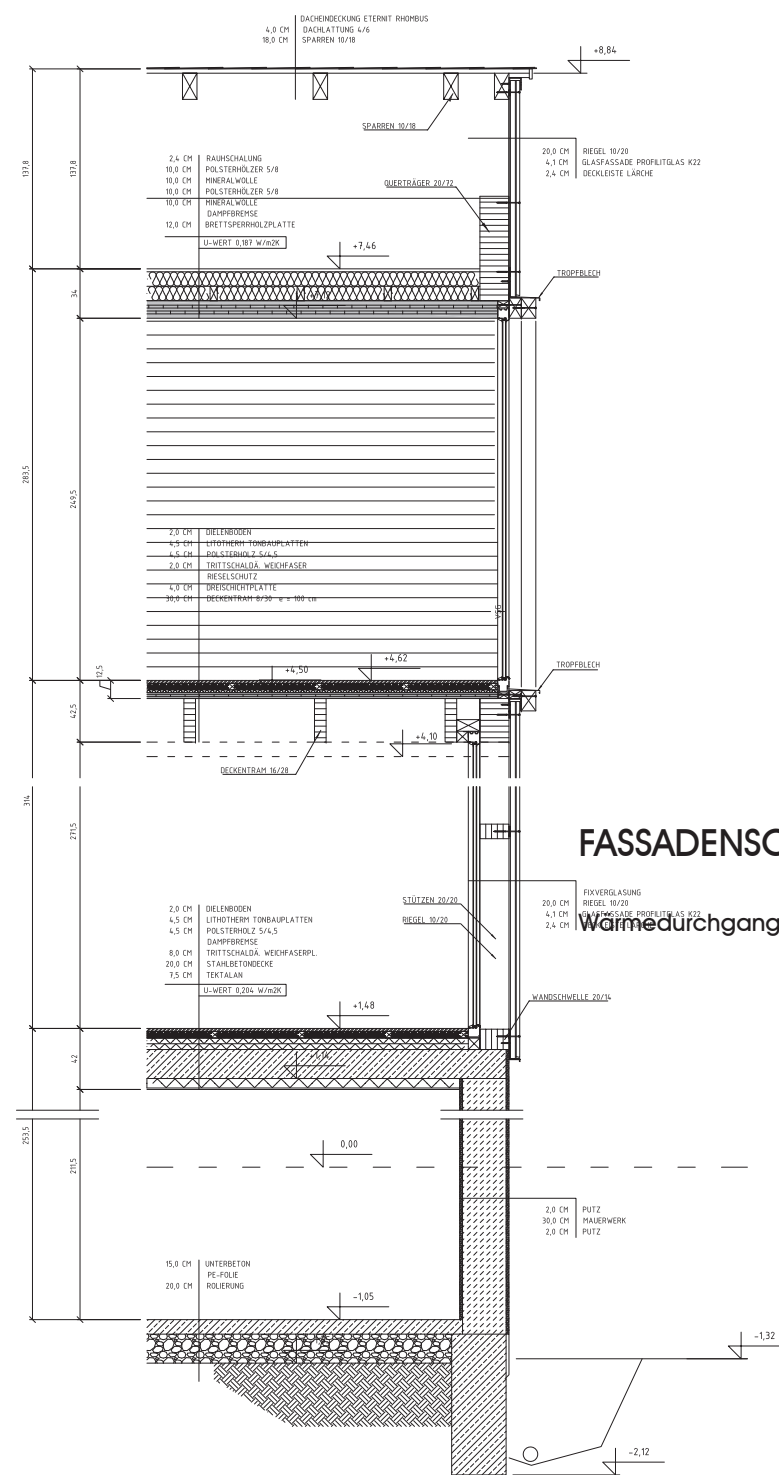 DACHEINDECKUNG ETERNIT RHOMBUS
4,0 CM DACHLATTUNG 4/6
18,0 CM SPARREN 10/18
+8,84
SPARREN 10/18
137,8
137,8
20,0 CM RIEGEL 10/20
4,1 CM GLASFASSADE PROFILITGLAS K22
2,4 CM DECKLEISTE LÄRCHE
2,4 CM RAUHSCHALUNG
10,0 CM POLSTERHÖLZER 5/8
10,0 CM MINERALWOLLE
10,0 CM POLSTERHÖLZER 5/8
10,0 CM MINERALWOLLE
DAMPFBREMSE
12,0 CM BRETTSPERRHOLZPLATTE
U-WERT 0,187 W/m2K
QUERTRÄGER 20/72
+7,46
TROPFBLECH
34
283,5
249,5
2,0 CM DIELENBODEN
4,5 CM LITOTHERM TONBAUPLATTEN
4,5 CM POLSTERHOLZ 5/4,5
2,0 CM TRITTSCHALDÄ. WEICHFASER
RIESELSCHUTZ
4,0 CM DREISCHICHTPLATTE
30,0 CM DECKENTRAM 8/30 e = 100 cm
VSG
+4,62
+4,50
TROPFBLECH
12,5
42,5
+4,10
DECKENTRAM 16/28
314
271,5
FASSADENSC
FIXVERGLASUNG
20,0 CM RIEGEL 10/20
4,1 CM GLASFASSADE PROFILITGLAS K22
2,4 CM DECKLEISTE LÄRCHE
Wärmedurchgang
STÜTZEN 20/20
RIEGEL 10/20
2,0 CM DIELENBODEN
4,5 CM LITHOTHERM TONBAUPLATTEN
4,5 CM POLSTERHOLZ 5/4,5
DAMPFBREMSE
8,0 CM TRITTSCHALDÄ. WEICHFASERPL.
20,0 CM STAHLBETONDECKE
7,5 CM TEKTALAN
U-WERT 0,204 W/m2K
WANDSCHWELLE 20/14
+1,48
+1,14
42
253,5
211,5
0,00
2,0 CM PUTZ
30,0 CM MAUERWERK
2,0 CM PUTZ
15,0 CM UNTERBETON
PE-FOLIE
20,0 CM ROLIERUNG
-1,05
-1,32
-2,12